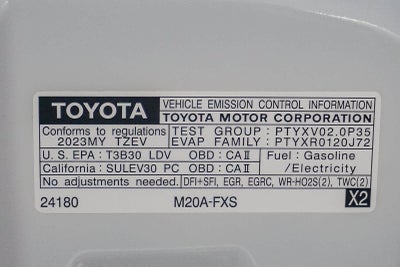 TOYOTA VEHICLE EMISSION CONTROL INFORMATION
TOYOTA MOTOR CORPORATION
Conforms to regulations TEST GROUP : PTYXV02.0P35
2023MY TZEV EVAP FAMILY : PTYXR0120J72
U. S. EPA : T3B30 LDV OBD : CAⅡ Fuel : Gasoline
California : SULEV30 PC OBD : CAⅡ /Electricity
No adjustments needed. DFI+SFI, EGR, EGRC, WR-HO2S(2), TWC(2)
24180 M20A-FXS X2